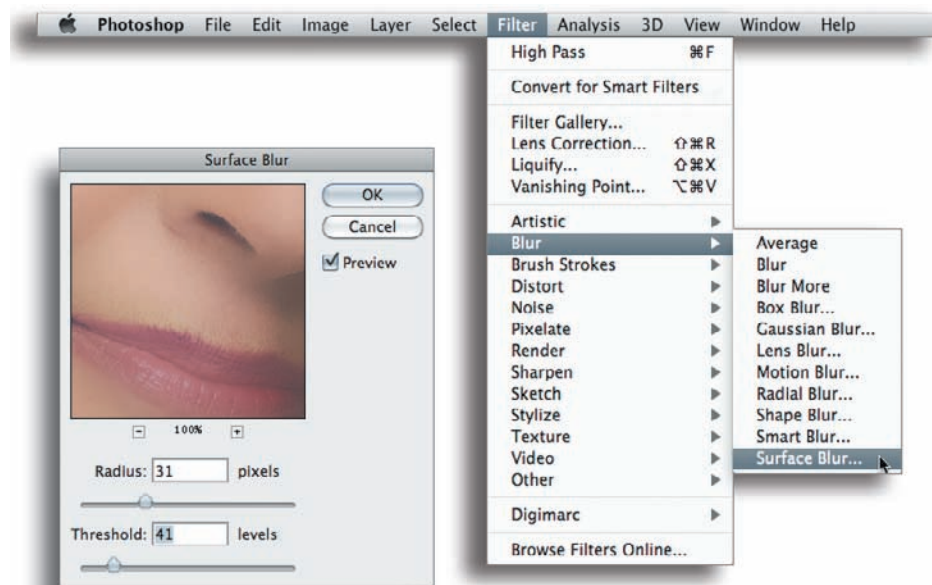 Photoshop File Edit Image Layer Select Filter Analysis 3D View Window Help
High Pass ⌘F
Convert for Smart Filters
Filter Gallery...
Lens Correction... ⇧⌘R
Liquify... ⇧⌘X
Vanishing Point... ⌥⌘V
Artistic
Blur
Brush Strokes
Distort
Noise
Pixelate
Render
Sharpen
Sketch
Stylize
Texture
Video
Other
Digimarc
Browse Filters Online...
Average
Blur
Blur More
Box Blur...
Gaussian Blur...
Lens Blur...
Motion Blur...
Radial Blur...
Shape Blur...
Smart Blur...
Surface Blur...
Surface Blur
OK
Cancel
Preview
100%
Radius: 31 pixels
Threshold: 41 levels